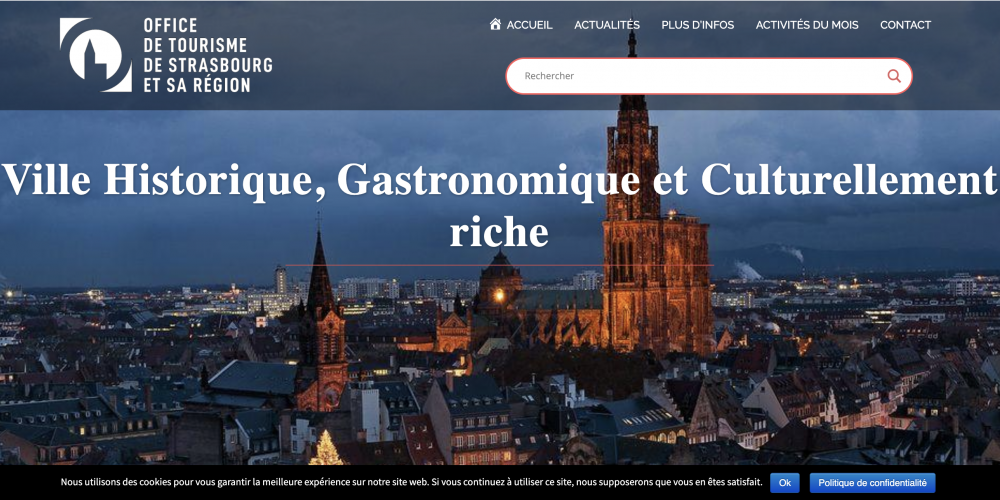 OFFICE
DE TOURISME
DE STRASBOURG
ET SA RÉGION
ACCUEIL ACTUALITÉS PLUS D'INFOS ACTIVITÉS DU MOIS CONTACT
Rechercher
Ville Historique, Gastronomique et Culturellement
riche
Nous utilisons des cookies pour vous garantir la meilleure expérience sur notre site web. Si vous continuez à utiliser ce site, nous supposerons que vous en êtes satisfait. Ok Politique de confidentialité